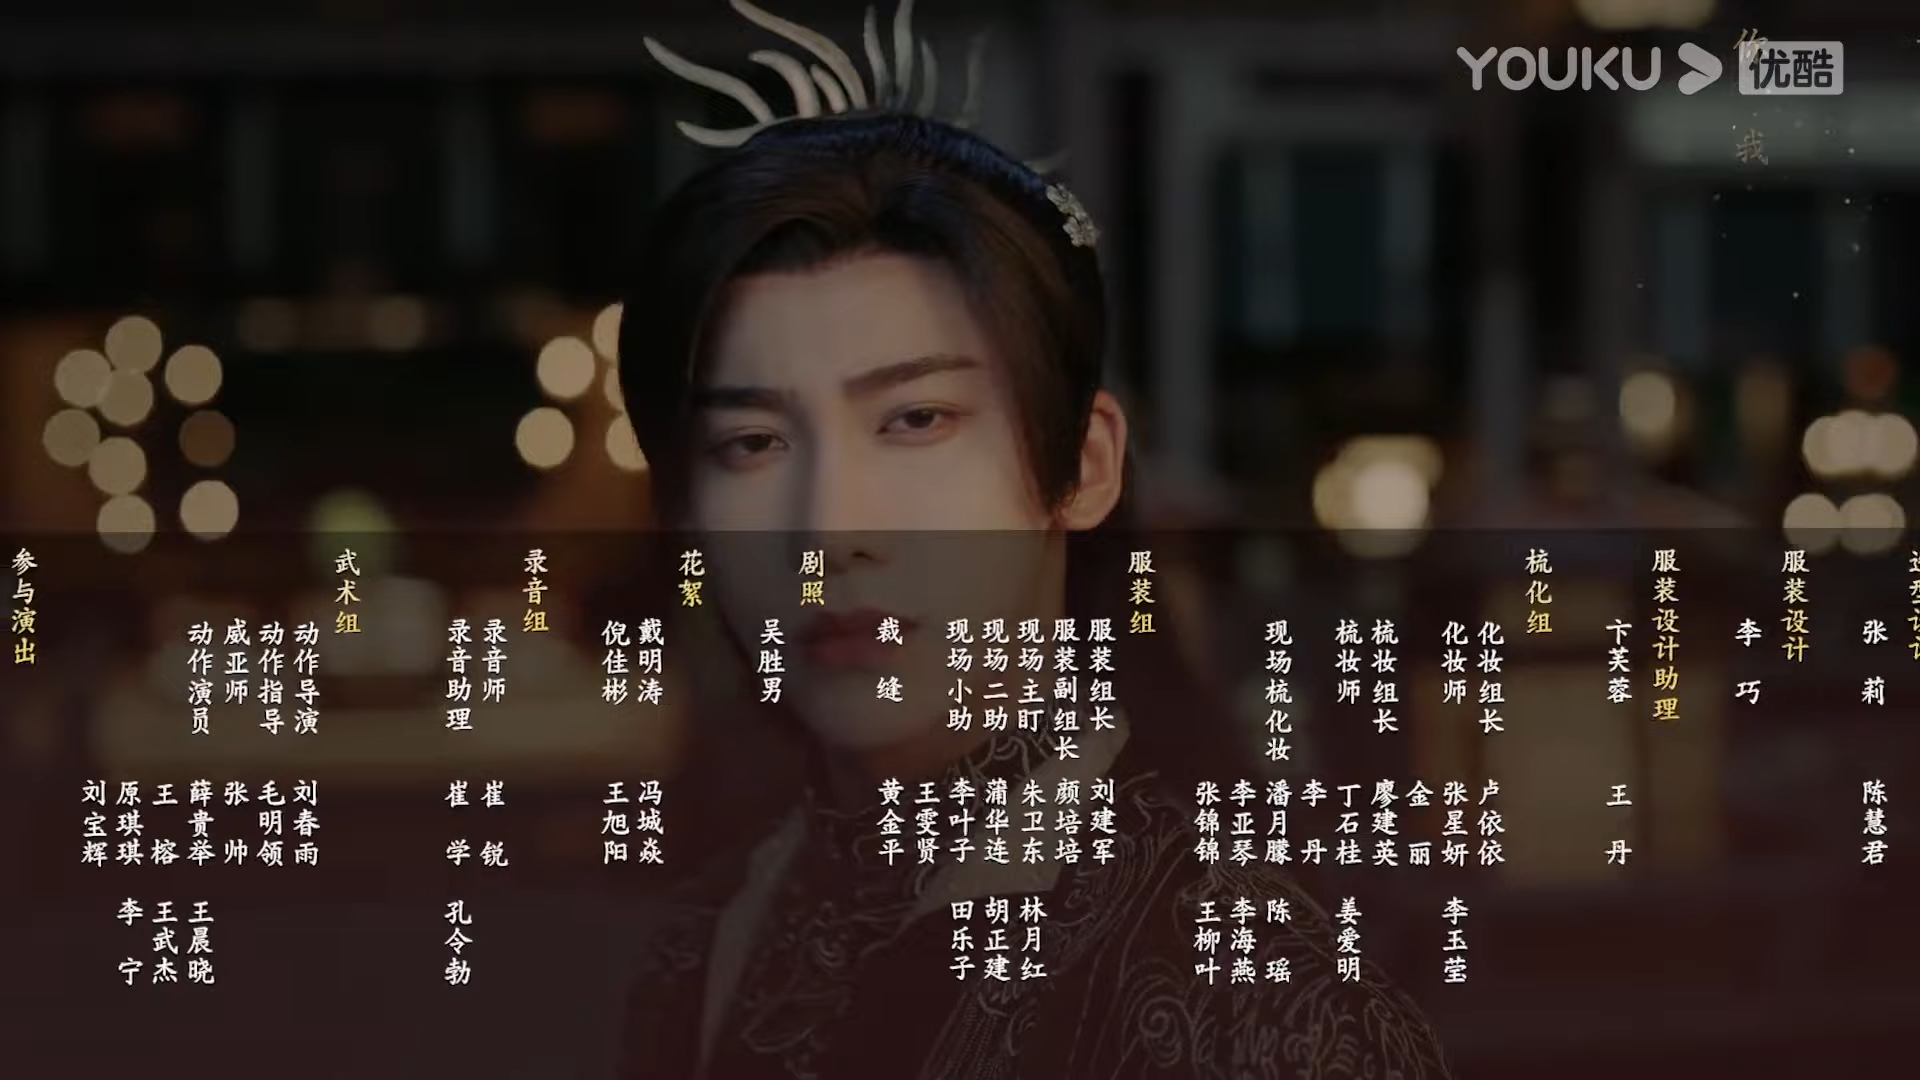 YOUKU 优酷
你
我
张莉
陈慧君
服装设计
李巧
服装设计助理
卞芙蓉
王丹
梳化组
化妆组长
卢依依
化妆师
张星妍
李玉莹
金丽
梳妆组长
廖建英
梳妆师
丁石桂
姜爱明
李丹
现场梳化妆
潘月朦
陈瑶
李亚琴
李海燕
张锦锦
王柳叶
服装组
服装组长
刘建军
服装副组长
颜培培
现场主盯
朱卫东
林月红
现场二助
蒲华连
胡正建
现场小助
李叶子
田乐子
王雯贤
裁缝
黄金平
剧照
吴胜男
花絮
戴明涛
冯城焱
倪佳彬
王旭阳
录音组
录音师
崔锐
录音助理
崔学
孔令勃
武术组
动作导演
刘春雨
动作指导
毛明领
威亚师
张帅
动作演员
薛贵举
王晨晓
王榕
王武杰
原琪琪
李宁
刘宝辉
参与演出